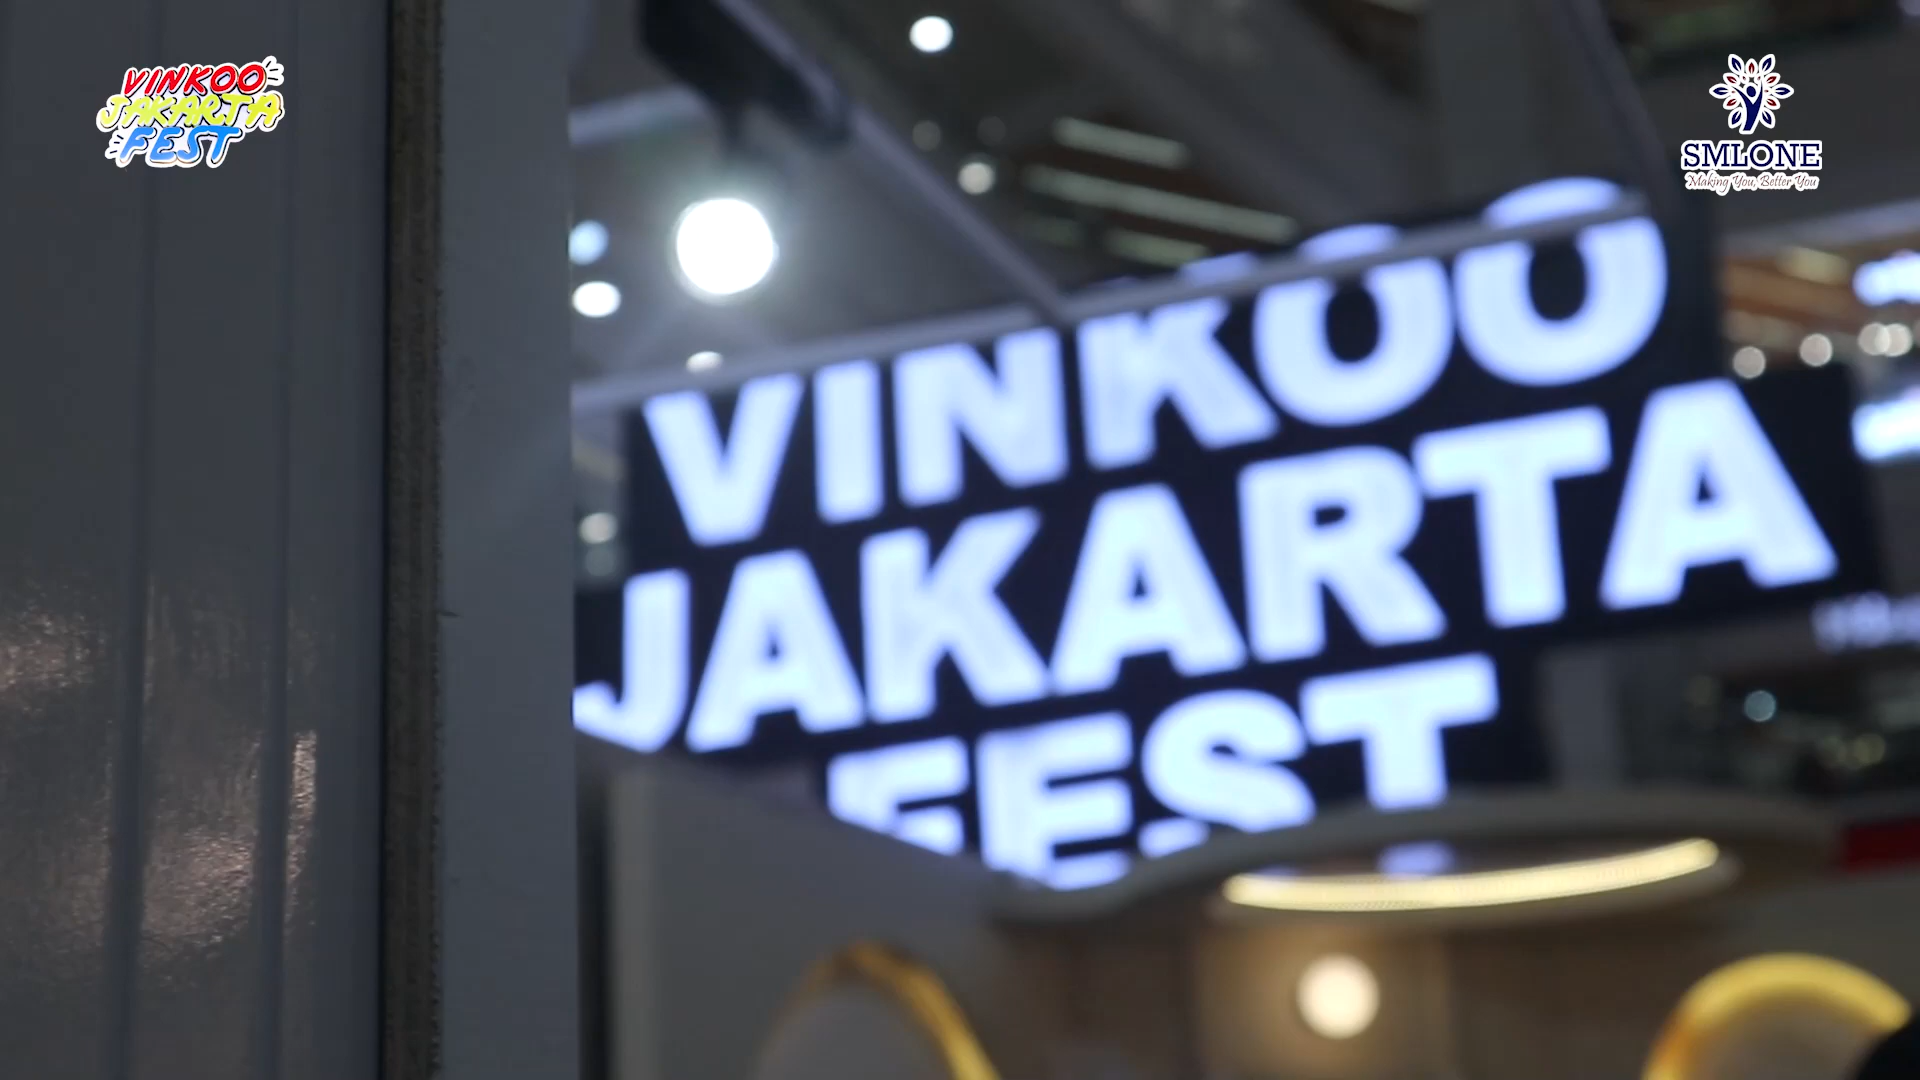 VINKOO
JAKARTA
FEST
SMLONE
Making You, Better You
VINKOO
JAKARTA
FEST